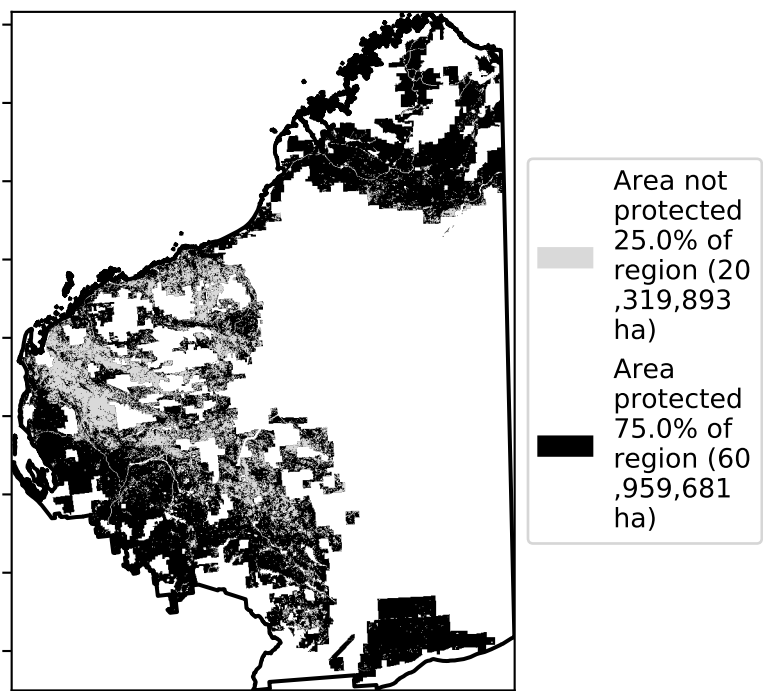 Area not
protected
25.0% of
region (20
,319,893
ha)
Area
protected
75.0% of
region (60
,959,681
ha)